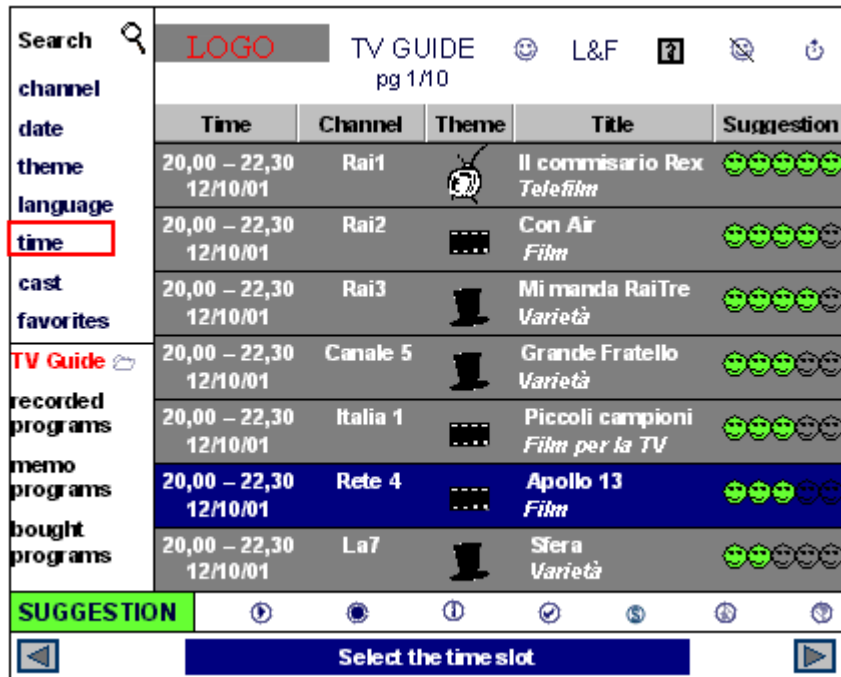 Search
LOGO
TV GUIDE
L&F
?
pg 1/10
channel
date
theme
language
time
cast
favorites
TV Guide
recorded
programs
memo
programs
bought
programs
Time Channel Theme Title Suggestion
20,00 – 22,30 Rai1 Il commisario Rex
12/10/01 Telefilm
20,00 – 22,30 Rai2 Con Air
12/10/01 Film
20,00 – 22,30 Rai3 Mi manda RaiTre
12/10/01 Varietà
20,00 – 22,30 Canale 5 Grande Fratello
12/10/01 Varietà
20,00 – 22,30 Italia 1 Piccoli campioni
12/10/01 Film per la TV
20,00 – 22,30 Rete 4 Apollo 13
12/10/01 Film
20,00 – 22,30 La7 Sfera
12/10/01 Varietà
SUGGESTION
Select the time slot